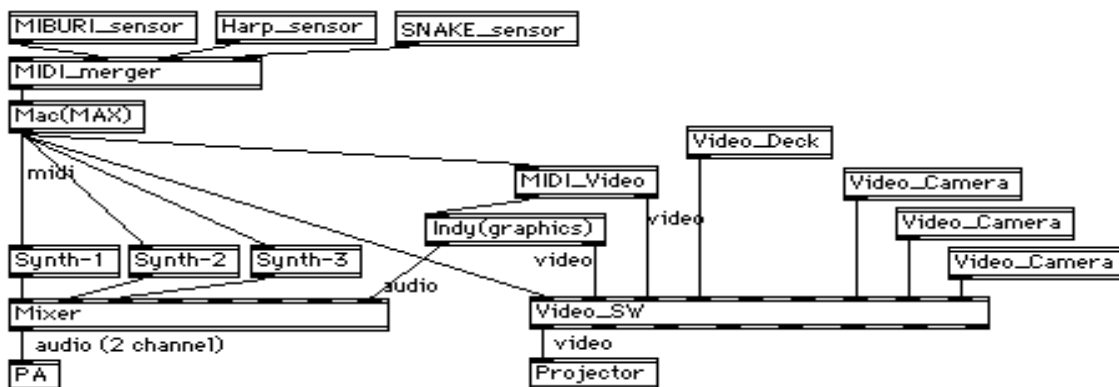 MIBURI_sensor
Harp_sensor
SNAKE_sensor
MIDI_merger
Mac(MAX)
Video_Deck
midi
MIDI_Video
Video_Camera
video
Indy(graphics)
Video_Camera
Synth-1
Synth-2
Synth-3
video
Video_Camera
audio
Mixer
Video_SW
audio (2 channel)
video
PA
Projector